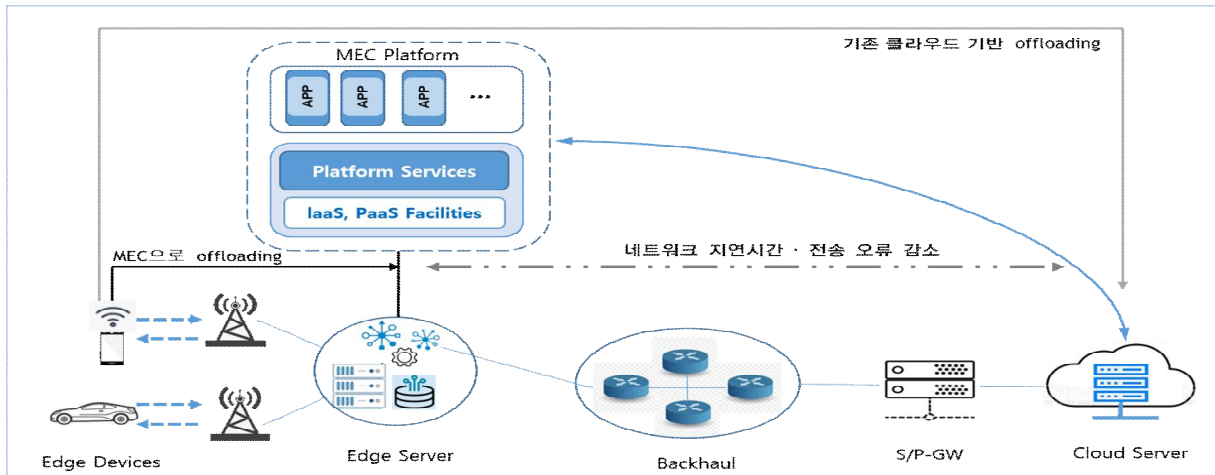 기존 클라우드 기반 offloading
MEC Platform
APP
APP
APP
...
Platform Services
IaaS, PaaS Facilities
MEC으로 offloading
네트워크 지연시간 · 전송 오류 감소
Edge Devices
Edge Server
Backhaul
S/P-GW
Cloud Server